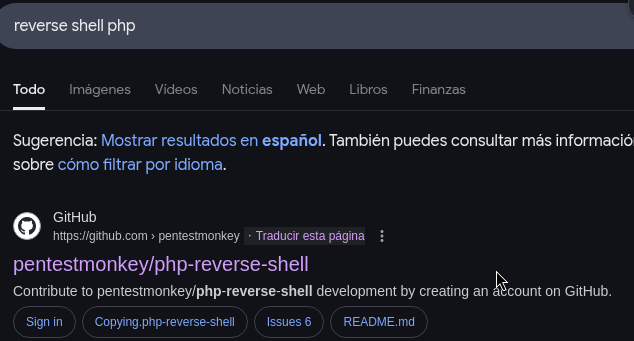 reverse shell php
Todo Imágenes Vídeos Noticias Web Libros Finanzas
Sugerencia: Mostrar resultados en español. También puedes consultar más informació
sobre cómo filtrar por idioma.
GitHub
https://github.com › pentestmonkey · Traducir esta página
pentestmonkey/php-reverse-shell
Contribute to pentestmonkey/php-reverse-shell development by creating an account on GitHub.
Sign in Copying.php-reverse-shell Issues 6 README.md